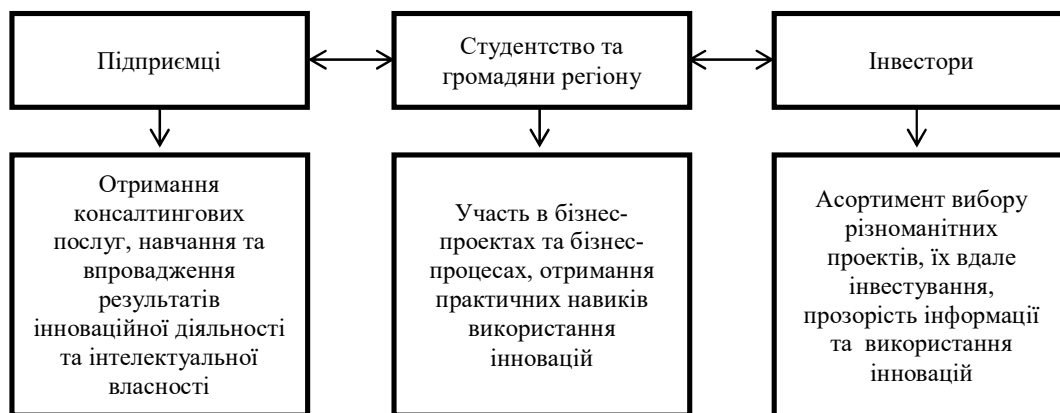 Підприємці
Студентство та
громадяни регіону
Інвестори
Отримання
консалтингових
послуг, навчання та
впровадження
результатів
інноваційної діяльності
та інтелектуальної
власності
Участь в бізнес-
проектах та бізнес-
процесах, отримання
практичних навиків
використання
інновацій
Асортимент вибору
різноманітних
проектів, їх вдале
інвестування,
прозорість інформації
та використання
інновацій